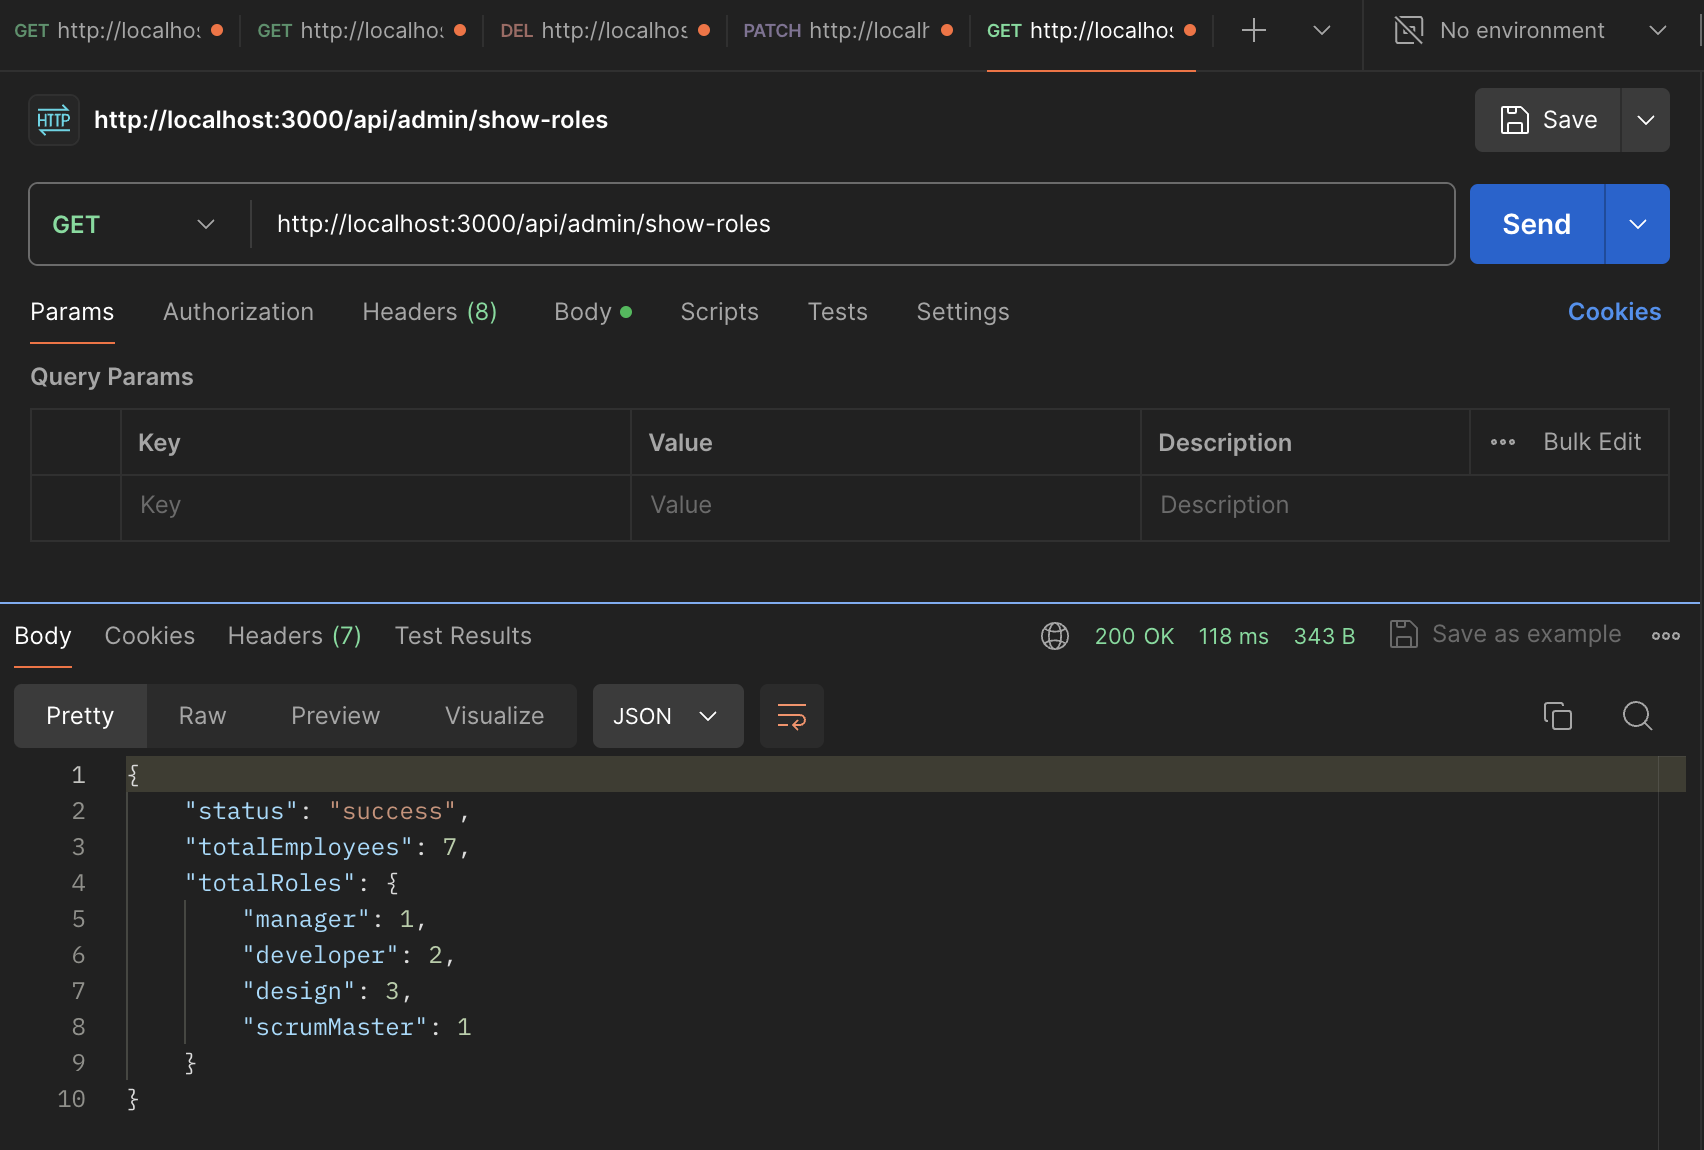 GET http://localhos GET http://localhos DEL http://localhos PATCH http://localh GET http://localhos No environment
HTTP http://localhost:3000/api/admin/show-roles Save
GET http://localhost:3000/api/admin/show-roles Send
Params Authorization Headers (8) Body Scripts Tests Settings Cookies
Query Params
Key Value Description Bulk Edit
Key Value Description
Body Cookies Headers (7) Test Results 200 OK 118 ms 343 B Save as example
Pretty Raw Preview Visualize JSON
1 {
2 "status": "success",
3 "totalEmployees": 7,
4 "totalRoles": {
5 "manager": 1,
6 "developer": 2,
7 "design": 3,
8 "scrumMaster": 1
9 }
10 }